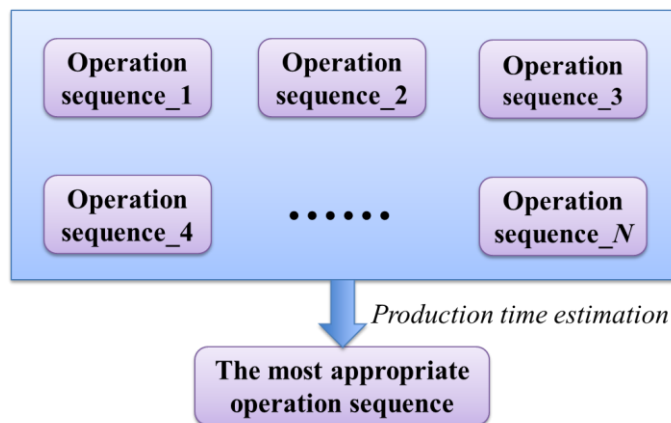 Operation
sequence_1
Operation
sequence_2
Operation
sequence_3
Operation
sequence_4
......
Operation
sequence_N
Production time estimation
The most appropriate
operation sequence